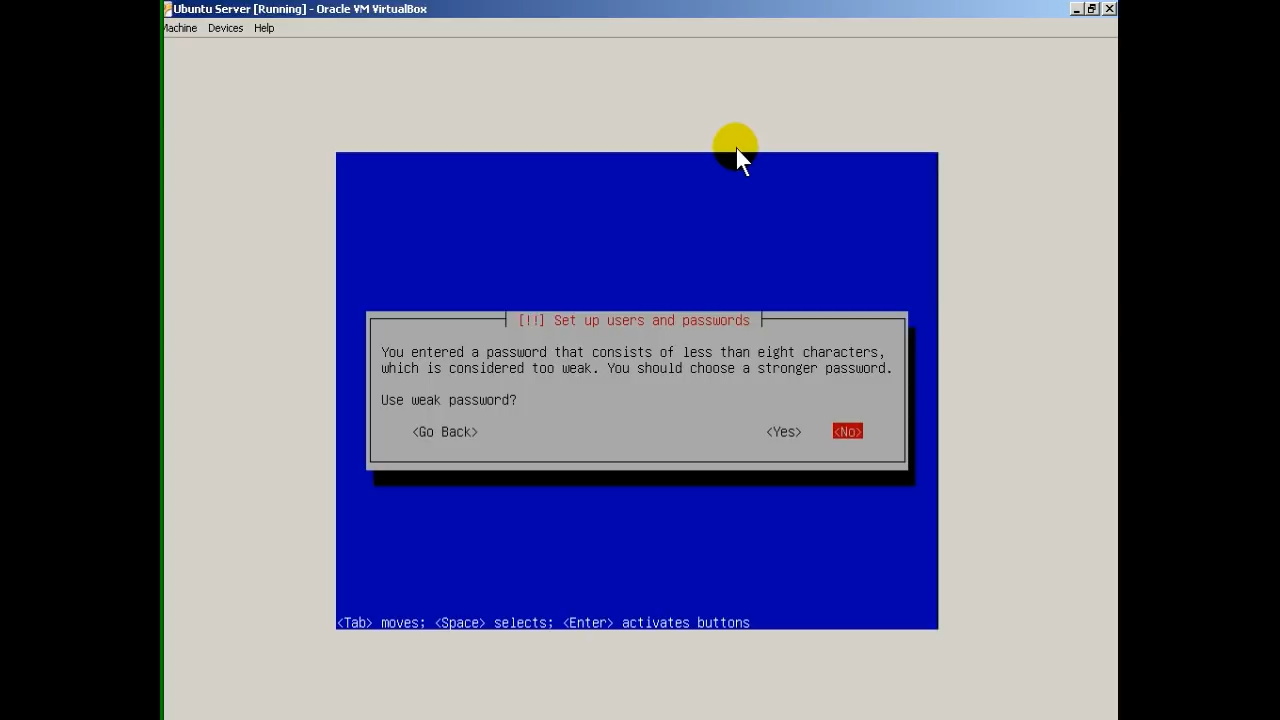 Ubuntu Server [Running] - Oracle VM VirtualBox
Machine Devices Help
[!!] Set up users and passwords
You entered a password that consists of less than eight characters,
which is considered too weak. You should choose a stronger password.
Use weak password?
<Go Back> <Yes> <No>
<Tab> moves; <Space> selects; <Enter> activates buttons